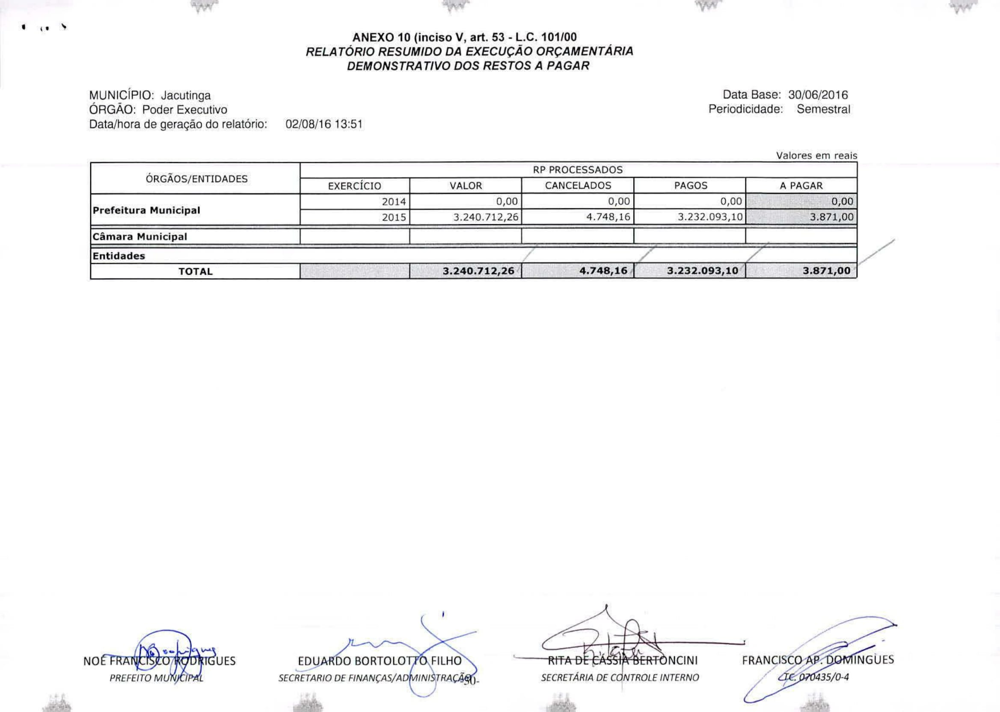 ANEXO 10 (inciso V, art. 53 - L.C. 101/00
RELATÓRIO RESUMIDO DA EXECUÇÃO ORÇAMENTÁRIA
DEMONSTRATIVO DOS RESTOS A PAGAR
MUNICÍPIO: Jacutinga
ÓRGÃO: Poder Executivo
Data/hora de geração do relatório: 02/08/16 13:51
Data Base: 30/06/2016
Periodicidade: Semestral
Valores em reais
ÓRGÃOS/ENTIDADES RP PROCESSADOS
EXERCÍCIO VALOR CANCELADOS PAGOS A PAGAR
Prefeitura Municipal
2014 0,00 0,00 0,00 0,00
2015 3.240.712,26 4.748,16 3.232.093,10 3.871,00
Câmara Municipal
Entidades
TOTAL 3.240.712,26 4.748,16 3.232.093,10 3.871,00
NOÉ FRANCISCO RODRIGUES
PREFEITO MUNICIPAL
EDUARDO BORTOLOTTO FILHO
SECRETARIO DE FINANÇAS/ADMINISTRAÇÃO
RITA DE CÁSSIA BERTONCINI
SECRETÁRIA DE CONTROLE INTERNO
FRANCISCO AP. DOMINGUES
TC. 070435/0-4